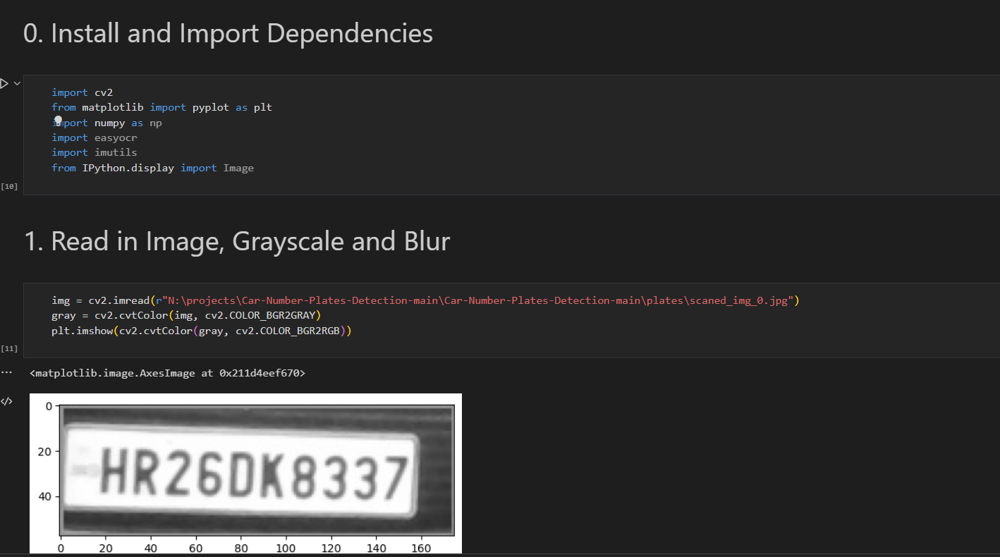 0. Install and Import Dependencies
import cv2
from matplotlib import pyplot as plt
import numpy as np
import easyocr
import imutils
from IPython.display import Image
[10]
1. Read in Image, Grayscale and Blur
img = cv2.imread(r"N:\projects\Car-Number-Plates-Detection-main\Car-Number-Plates-Detection-main\plates\scaned_img_0.jpg")
gray = cv2.cvtColor(img, cv2.COLOR_BGR2GRAY)
plt.imshow(cv2.cvtColor(gray, cv2.COLOR_BGR2RGB))
[11]
<matplotlib.image.AxesImage at 0x211d4eef670>
0
20
HR26DK8337
40
0 20 40 60 80 100 120 140 160